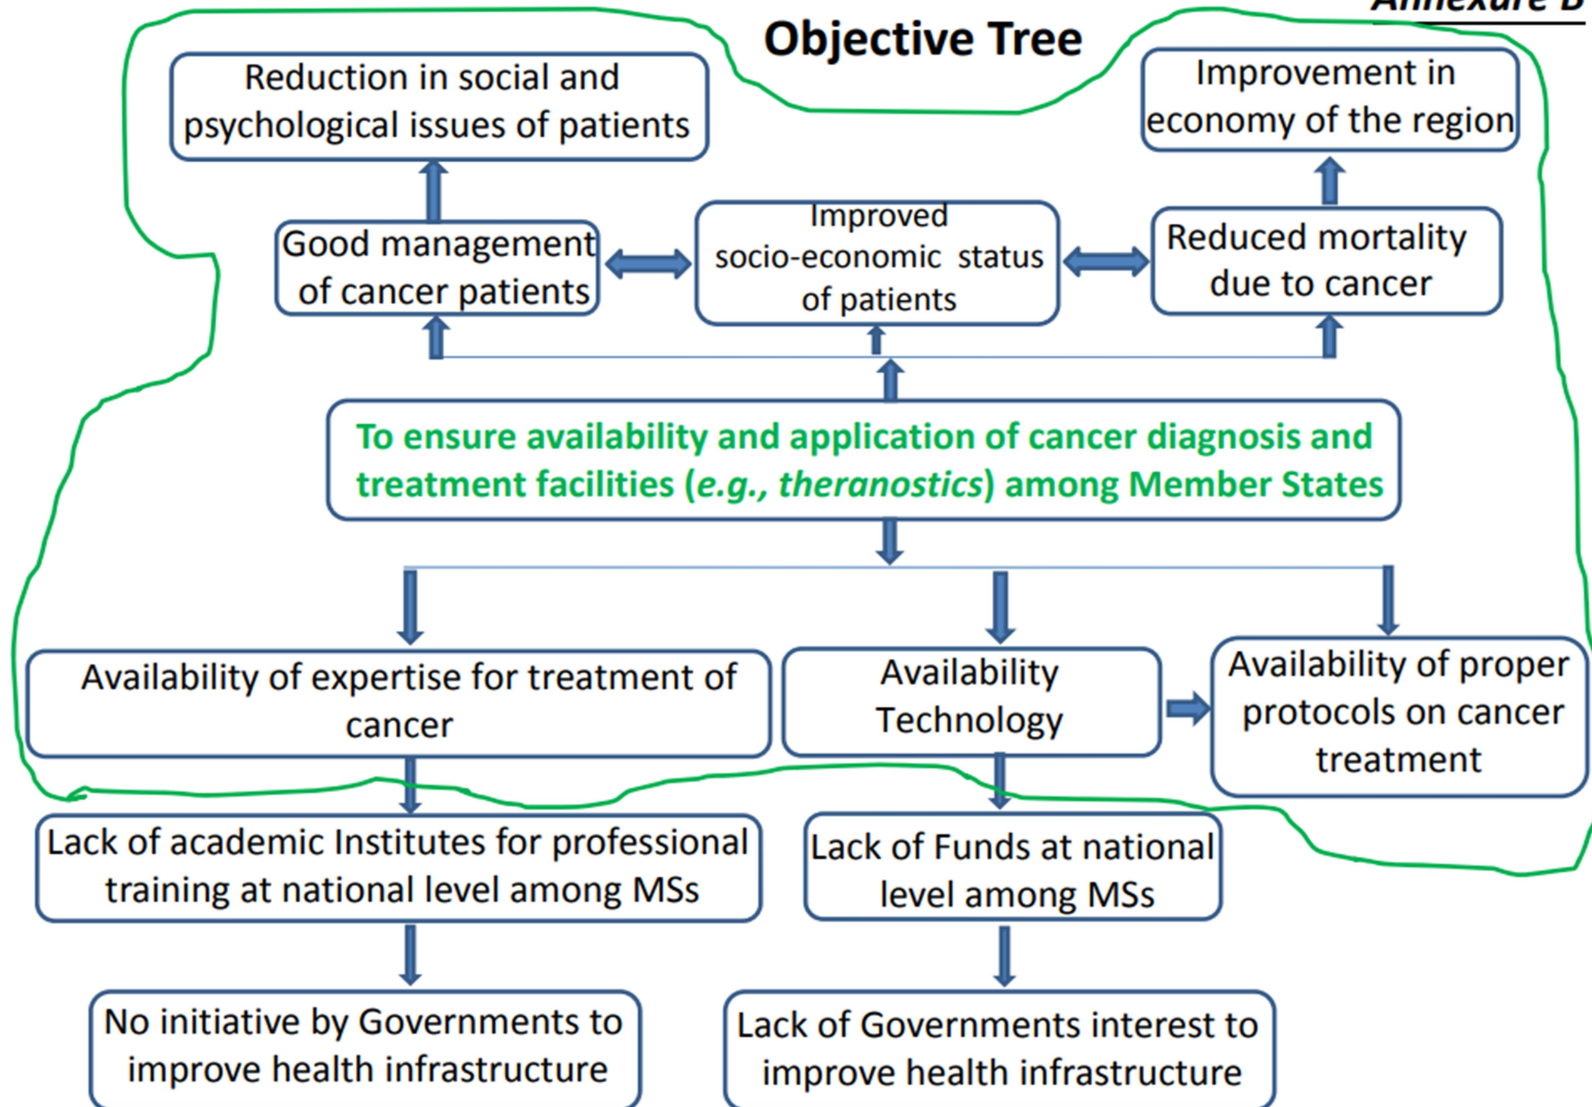 Annexure B
Objective Tree
Reduction in social and
psychological issues of patients
Improvement in
economy of the region
Good management
of cancer patients
Improved
socio-economic status
of patients
Reduced mortality
due to cancer
To ensure availability and application of cancer diagnosis and
treatment facilities (e.g., theranostics) among Member States
Availability of expertise for treatment of
cancer
Availability
Technology
Availability of proper
protocols on cancer
treatment
Lack of academic Institutes for professional
training at national level among MSs
Lack of Funds at national
level among MSs
No initiative by Governments to
improve health infrastructure
Lack of Governments interest to
improve health infrastructure